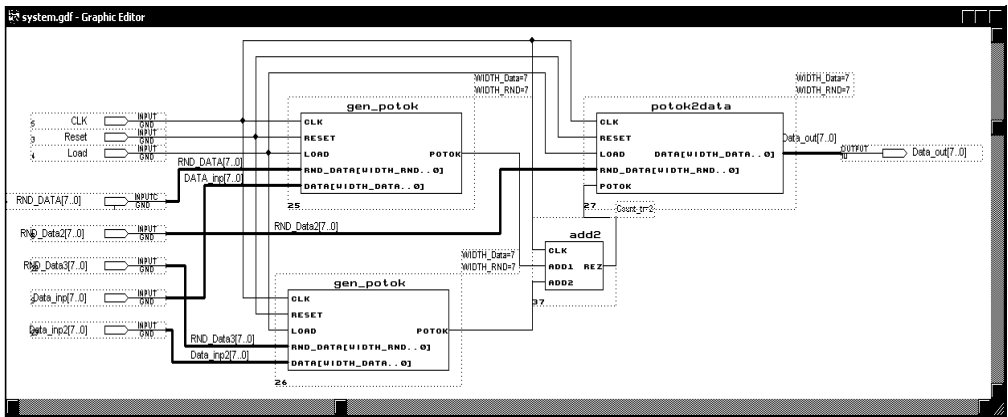 system.gdf - Graphic Editor
WIDTH_Data=7
WIDTH_RND=7
WIDTH_Data=7
WIDTH_RND=7
gen_potok
potok2data
CLK
INPUT
GND
Reset
INPUT
GND
Load
INPUT
GND
CLK
RESET
LOAD
POTOK
RND_DATA[WIDTH_RND..0]
DATA[WIDTH_DATA..0]
25
CLK
RESET
LOAD
DATA[WIDTH_DATA..0]
RND_DATA[WIDTH_RND..0]
POTOK
27
Data_out[7..0]
OUTPUT
Data_out[7..0]
RND_DATA[7..0]
DATA_inp[7..0]
RND_DATA[7..0]
INPUTC
GND
RND_Data2[7..0]
INPUT
GND
RND_Data2[7..0]
Count_tr=2
add2
CLK
ADD1
REZ
ADD2
37
RND_Data3[7..0]
INPUT
GND
Data_inp[7..0]
INPUT
GND
Data_inp2[7..0]
INPUT
GND
WIDTH_Data=7
WIDTH_RND=7
gen_potok
CLK
RESET
LOAD
POTOK
RND_DATA[WIDTH_RND..0]
DATA[WIDTH_DATA..0]
26
RND_Data3[7..0]
Data_inp2[7..0]